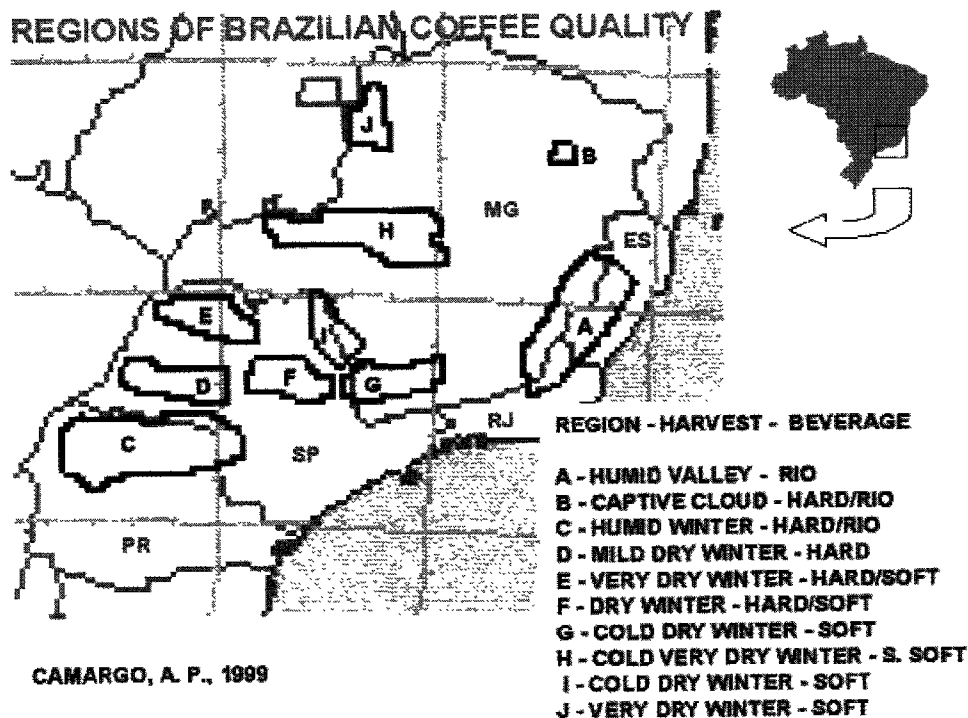 REGIONS OF BRAZILIAN COFFEE QUALITY
J
B
MG
H
ES
E
I
A
D
F
G
C
RJ
SP
PR
REGION - HARVEST - BEVERAGE
A - HUMID VALLEY - RIO
B - CAPTIVE CLOUD - HARD/RIO
C - HUMID WINTER - HARD/RIO
D - MILD DRY WINTER - HARD
E - VERY DRY WINTER - HARD/SOFT
F - DRY WINTER - HARD/SOFT
G - COLD DRY WINTER - SOFT
H - COLD VERY DRY WINTER - S. SOFT
I - COLD DRY WINTER - SOFT
J - VERY DRY WINTER - SOFT
CAMARGO, A. P., 1999